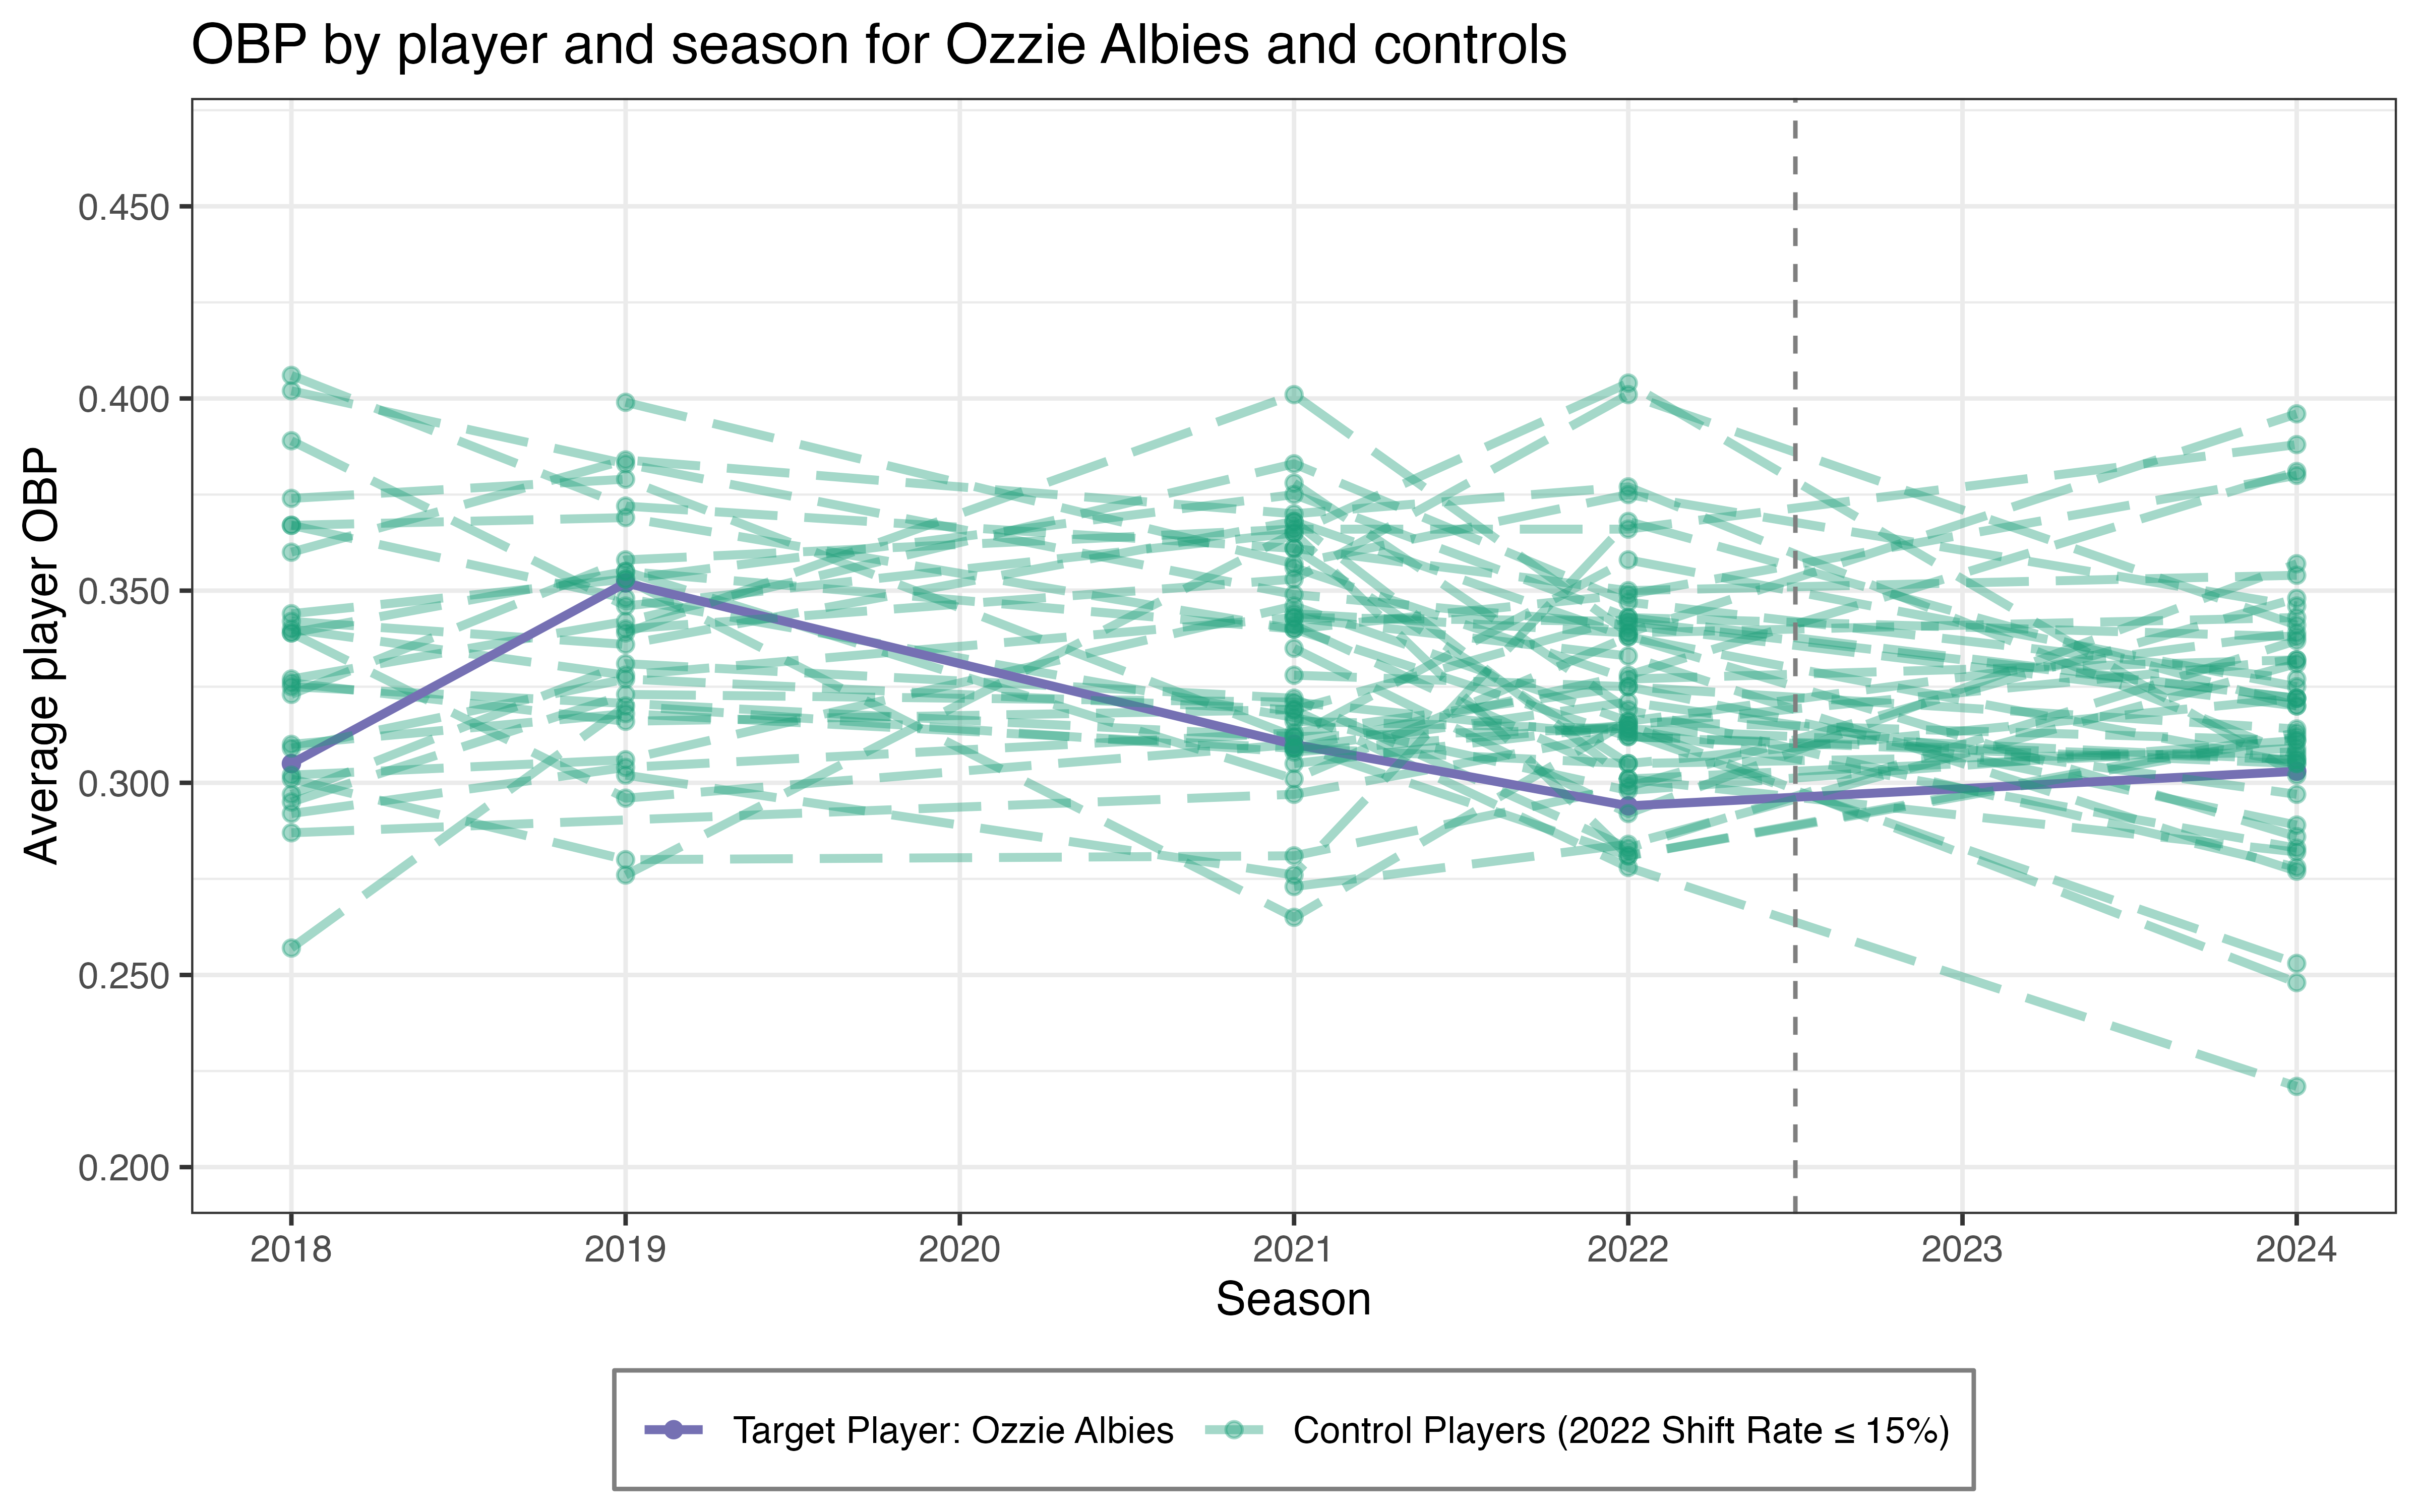 OBP by player and season for Ozzie Albies and controls
Average player OBP
0.450
0.400
0.350
0.300
0.250
0.200
2018 2019 2020 2021 2022 2023 2024
Season
Target Player: Ozzie Albies Control Players (2022 Shift Rate ≤ 15%)